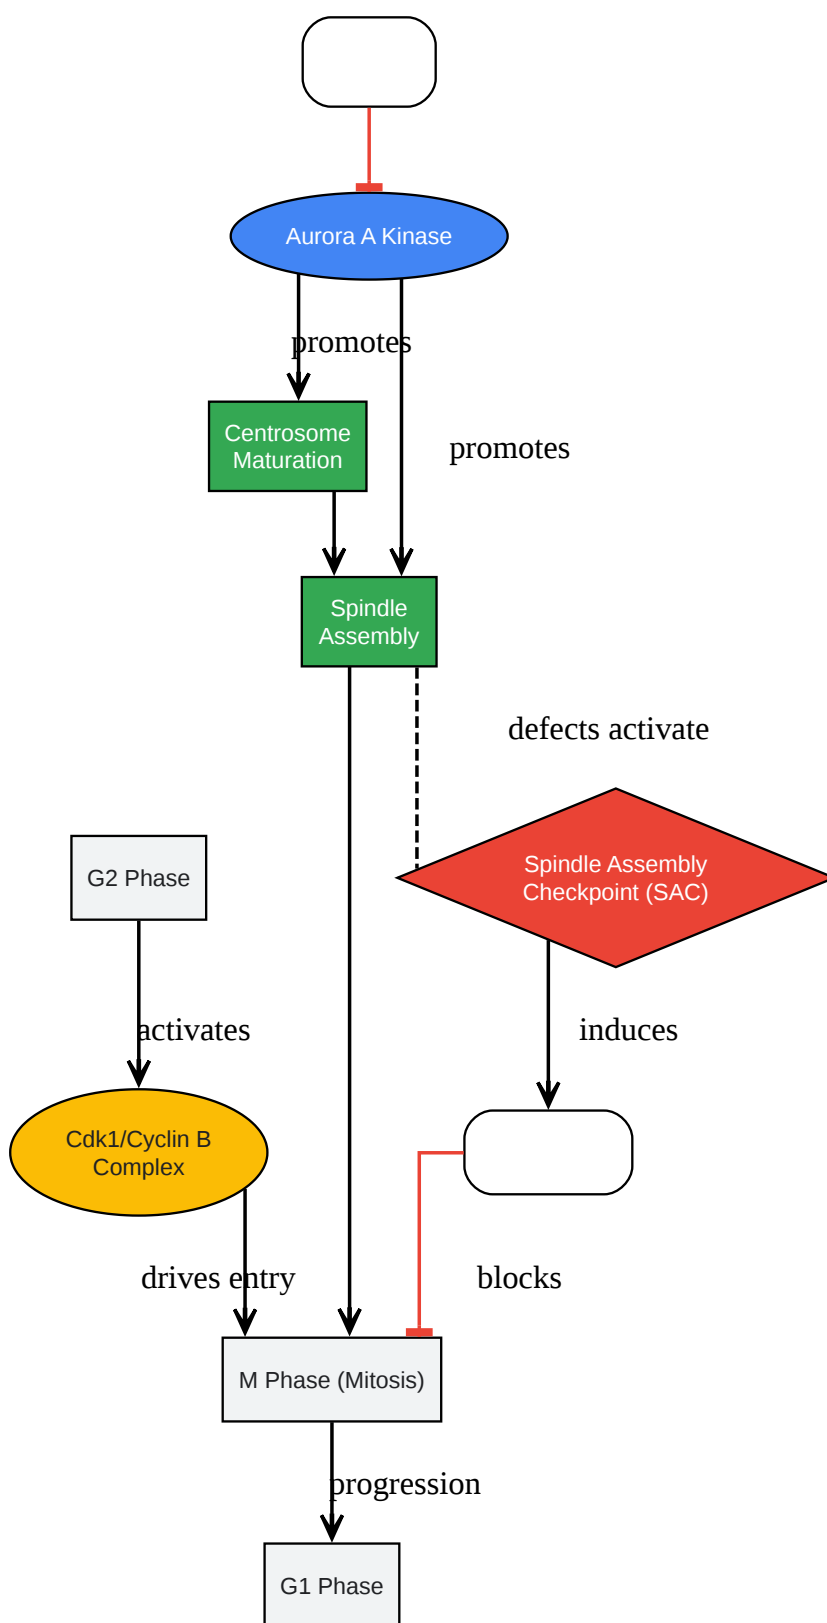 Aurora A Kinase
promotes
Centrosome
Maturation
promotes
Spindle
Assembly
defects activate
G2 Phase
Spindle Assembly
Checkpoint (SAC)
activates
induces
Cdk1/Cyclin B
Complex
drives entry
blocks
M Phase (Mitosis)
progression
G1 Phase